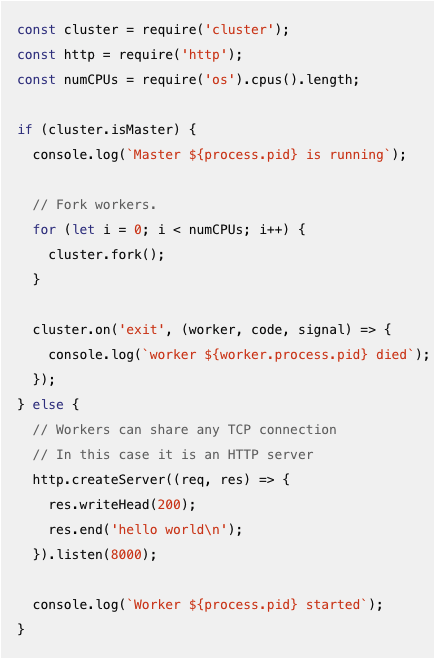 const cluster = require('cluster');
const http = require('http');
const numCPUs = require('os').cpus().length;

if (cluster.isMaster) {
  console.log(`Master ${process.pid} is running`);

  // Fork workers.
  for (let i = 0; i < numCPUs; i++) {
    cluster.fork();
  }

  cluster.on('exit', (worker, code, signal) => {
    console.log(`worker ${worker.process.pid} died`);
  });
} else {
  // Workers can share any TCP connection
  // In this case it is an HTTP server
  http.createServer((req, res) => {
    res.writeHead(200);
    res.end('hello world\n');
  }).listen(8000);

  console.log(`Worker ${process.pid} started`);
}